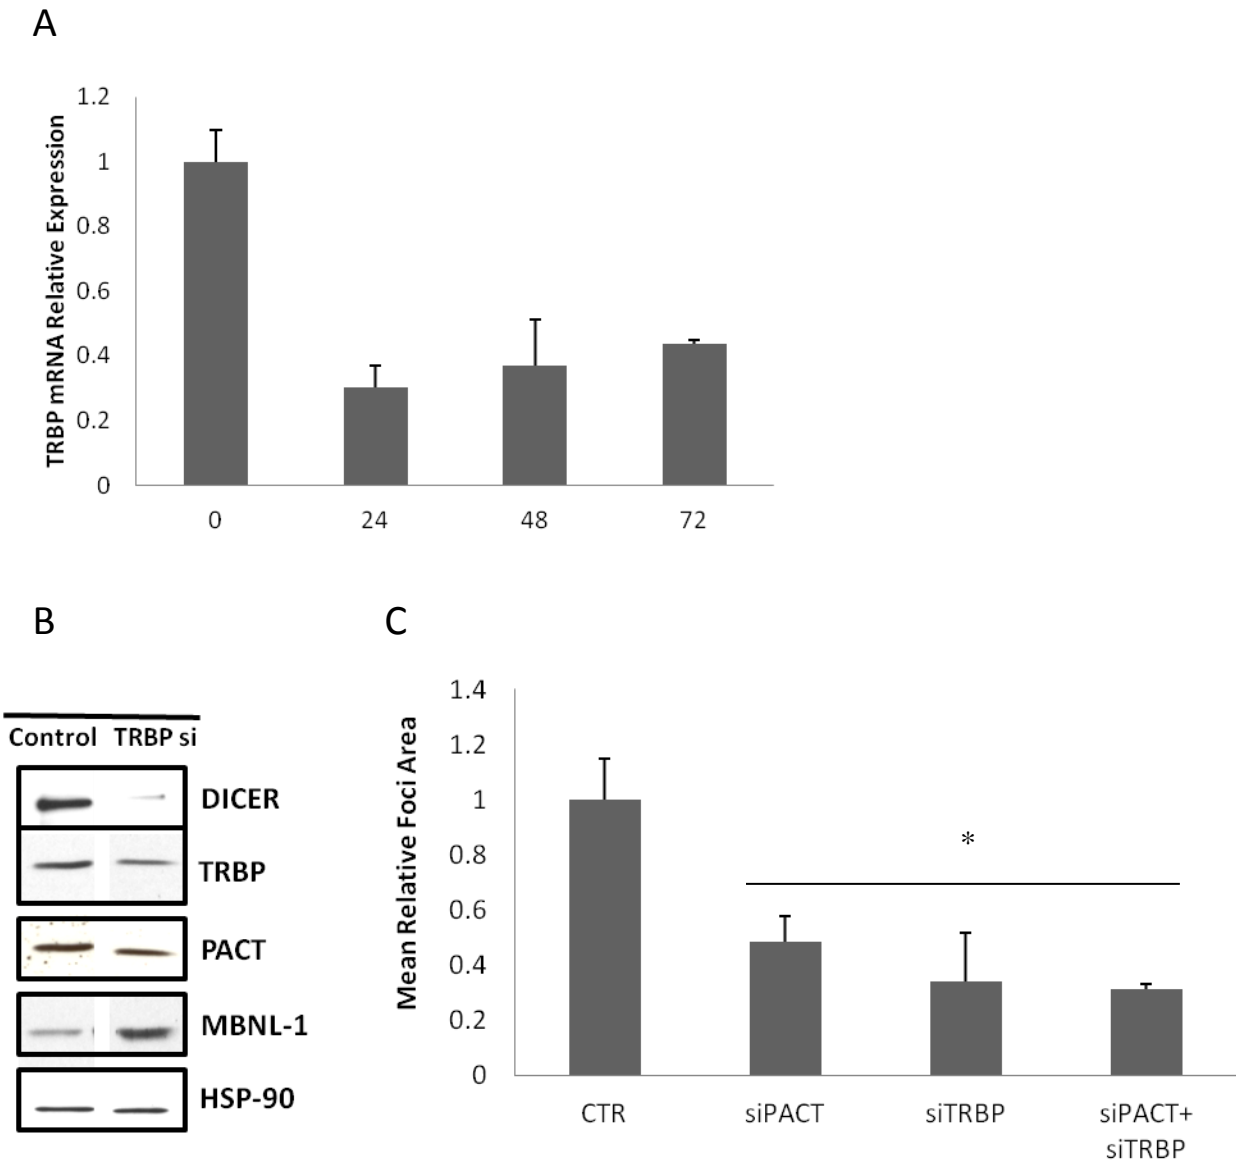 A
TRBP mRNA Relative Expression
1.2
1
0.8
0.6
0.4
0.2
0
0 24 48 72
B
Control TRBP si
DICER
TRBP
PACT
MBNL-1
HSP-90
C
Mean Relative Foci Area
1.4
1.2
1
0.8
0.6
0.4
0.2
0
*
CTR siPACT siTRBP siPACT+
siTRBP